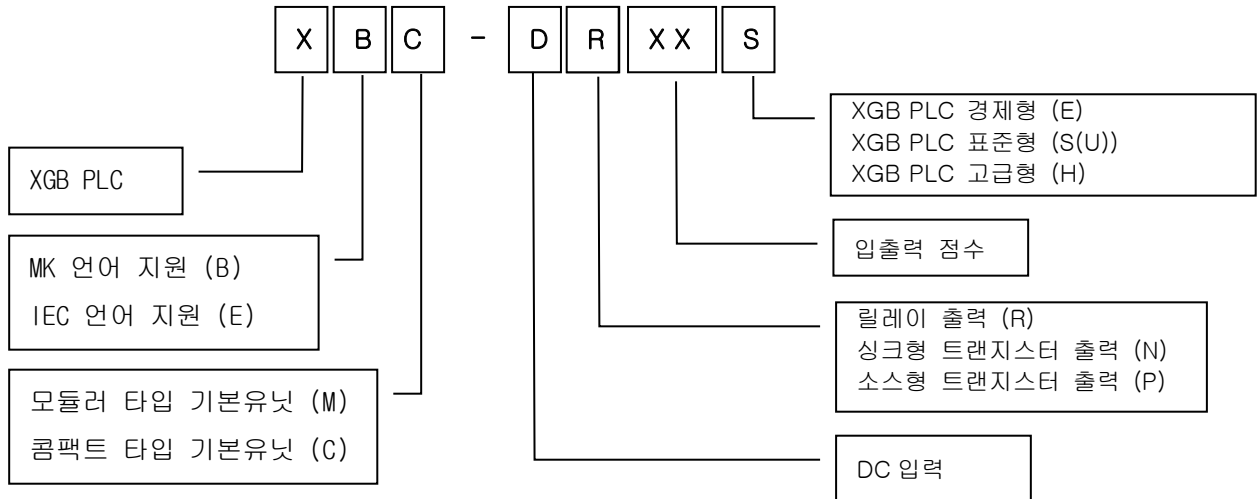 X B C - D R X X S
XGB PLC
MK 언어 지원 (B)
IEC 언어 지원 (E)
모듈러 타입 기본유닛 (M)
콤팩트 타입 기본유닛 (C)
XGB PLC 경제형 (E)
XGB PLC 표준형 (S(U))
XGB PLC 고급형 (H)
입출력 점수
릴레이 출력 (R)
싱크형 트랜지스터 출력 (N)
소스형 트랜지스터 출력 (P)
DC 입력